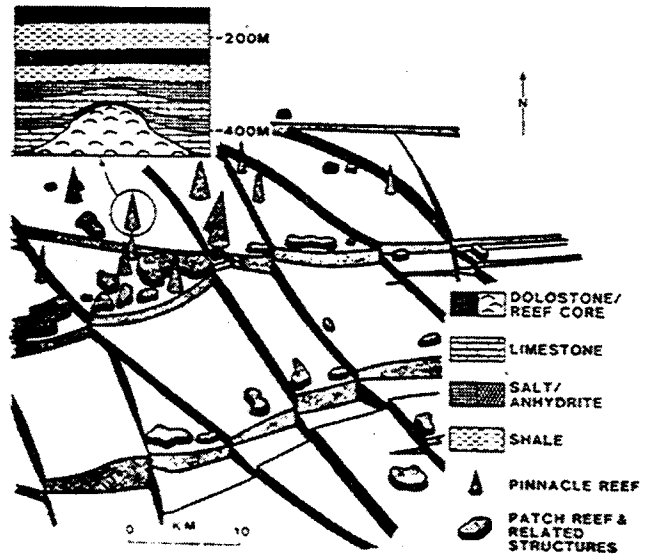 -200M
-400M
N
DOLOSTONE/
REEF CORE
LIMESTONE
SALT/
ANHYDRITE
SHALE
PINNACLE REEF
PATCH REEF &
RELATED
STRUCTURES
0 KM 10